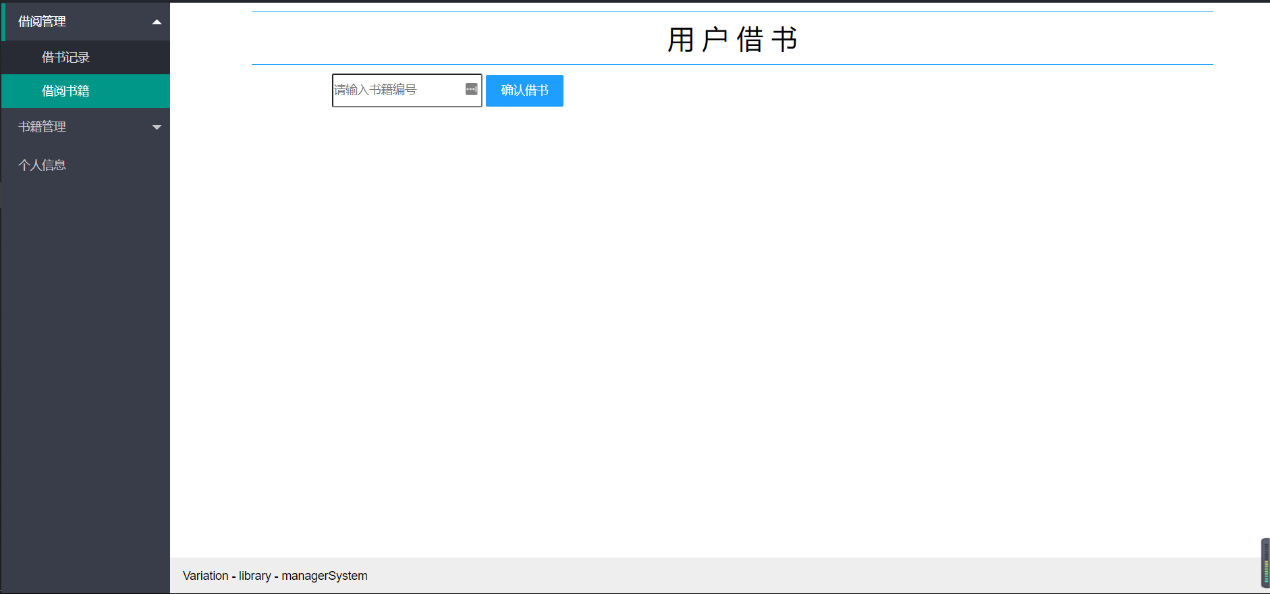 借阅管理
借书记录
借阅书籍
书籍管理
个人信息
用户借书
请输入书籍编号
确认借书
Variation - library - managerSystem